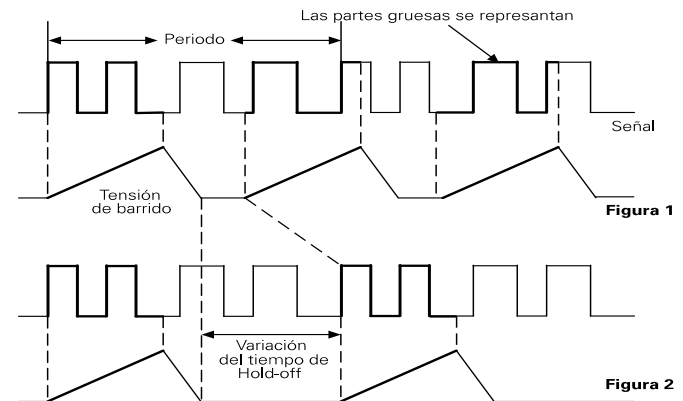 Las partes gruesas se represantan
Periodo
Señal
Tensión
de barrido
Figura 1
Variación
del tiempo de
Hold-off
Figura 2